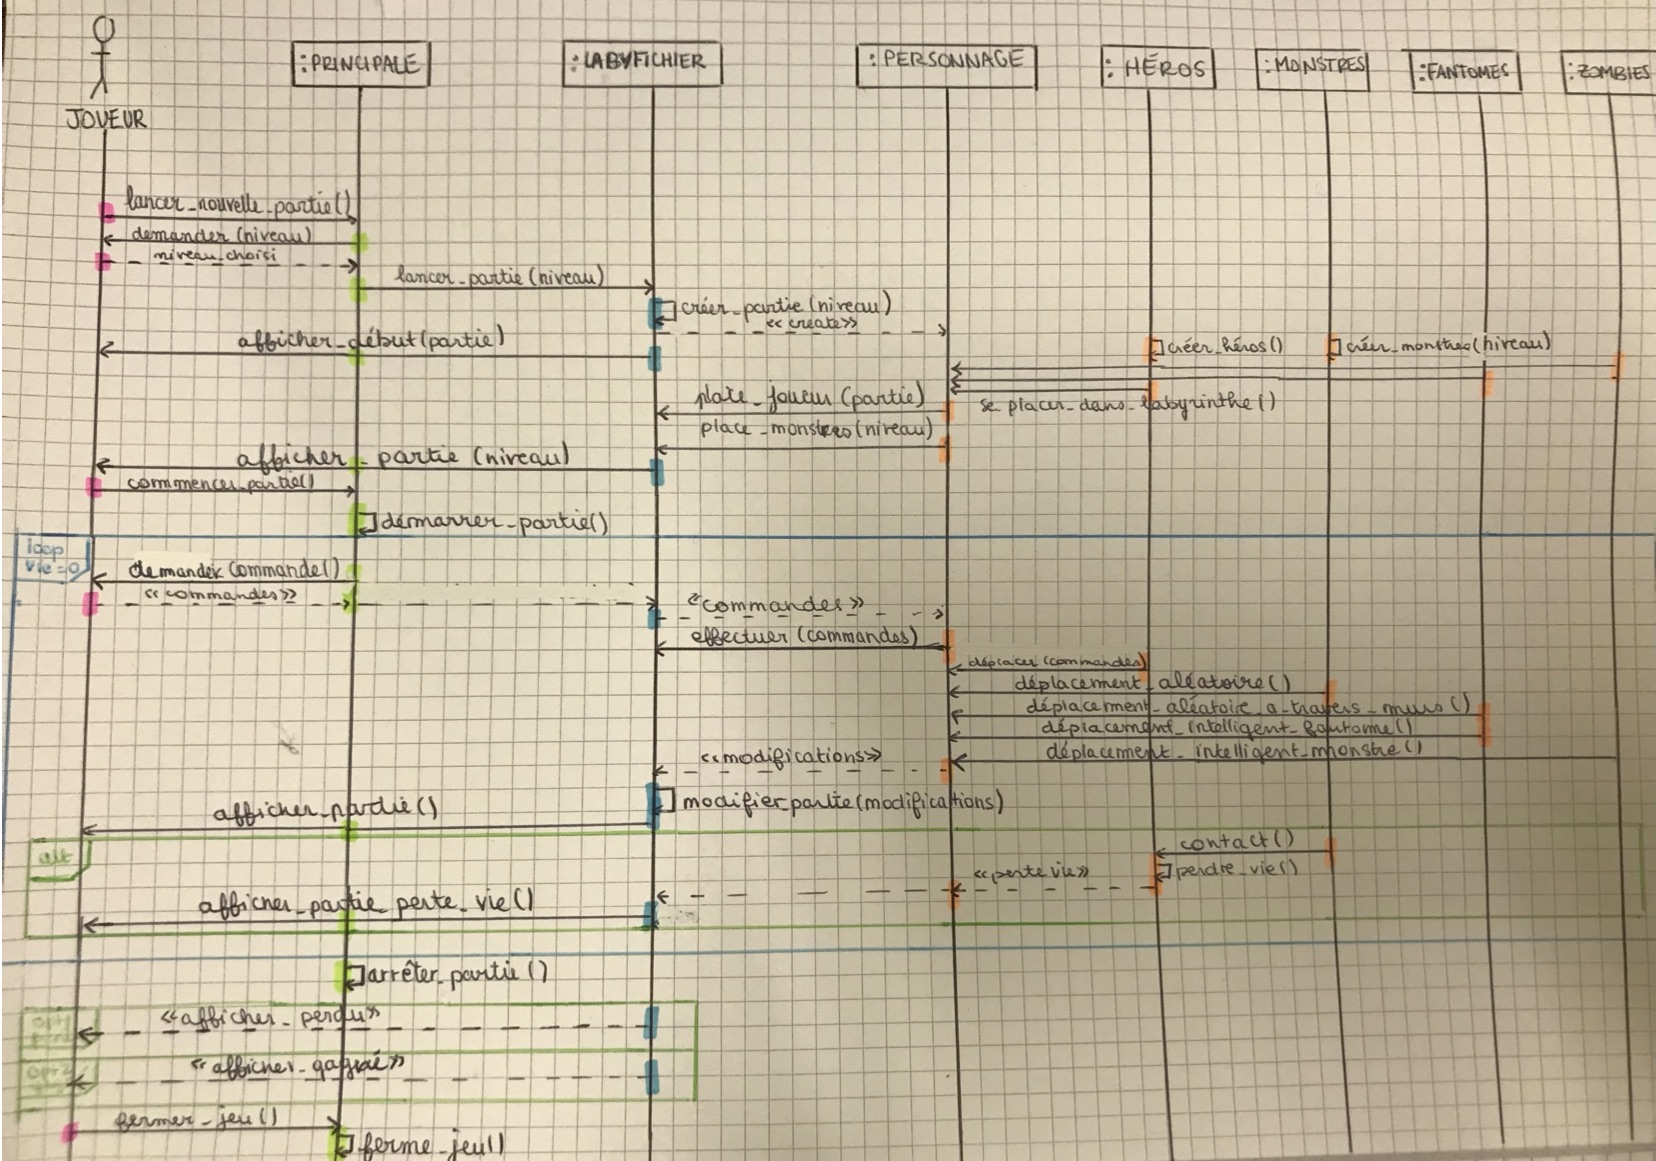 :PRINCIPALE
:LABYFICHIER
:PERSONNAGE
:HÉROS
:MONSTRES
:FANTOMES
:ZOMBIES
JOUEUR
lancer_nouvelle_partie()
demander (niveau)
niveau_choisi
lancer_partie (niveau)
créer_partie (niveau)
<<create>>
afficher_début (partie)
créer_héros()
créer_monstres(niveau)
place_joueur (partie)
se_placer_dans_labyrinthe()
place_monstres (niveau)
afficher_partie (niveau)
commencer_partie()
démarrer_partie()
loop
vie=0
demander commande()
<<commandes>>
<<commandes>>
effectuer (commandes)
déplacer (commandes)
déplacement_aléatoire()
déplacement_aléatoire_a_travers_murs()
déplacement_intelligent_fantome()
déplacement_intelligent_monstre()
<<modifications>>
modifier_partie (modifications)
afficher_partie()
alt
contact()
perdre_vie()
<<perte vie>>
afficher_partie_perte_vie()
arrêter_partie()
<<afficher_perdu>>
<<afficher_gagné>>
fermer_jeu()
ferme_jeu()